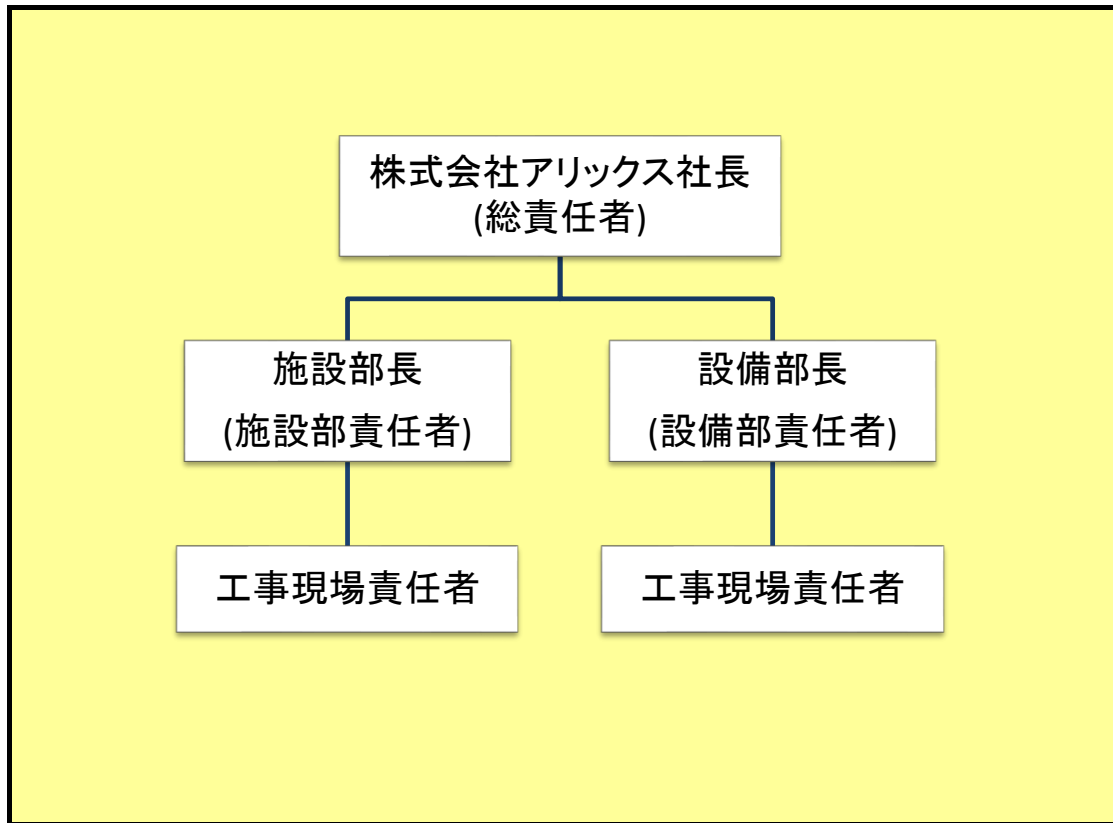 株式会社アリックス社長
(総責任者)
施設部長
(施設部責任者)
設備部長
(設備部責任者)
工事現場責任者
工事現場責任者